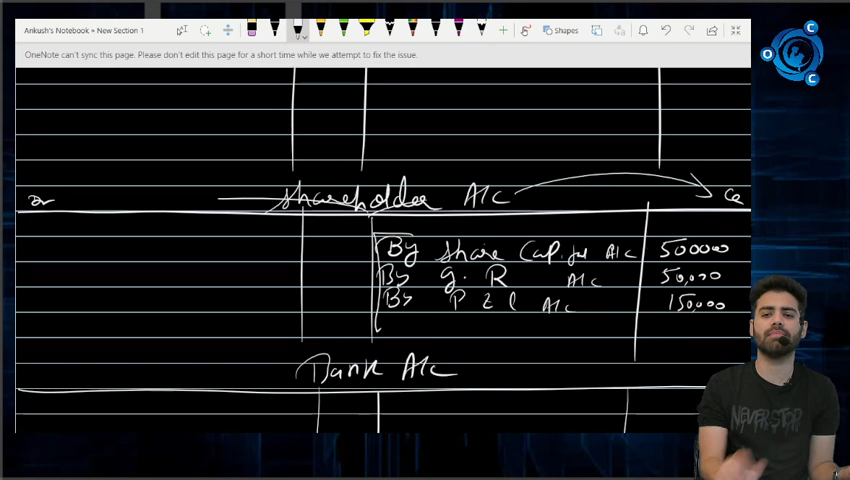 Ankush's Notebook » New Section 1
Shapes
OneNote can't sync this page. Please don't edit this page for a short time while we attempt to fix the issue.
O C C
Dr Shareholder A/c Cr
By Share Capital A/c 500000
By G.R A/c 50,000
By P & L A/c 150,000
Bank A/c
NEVER STOP